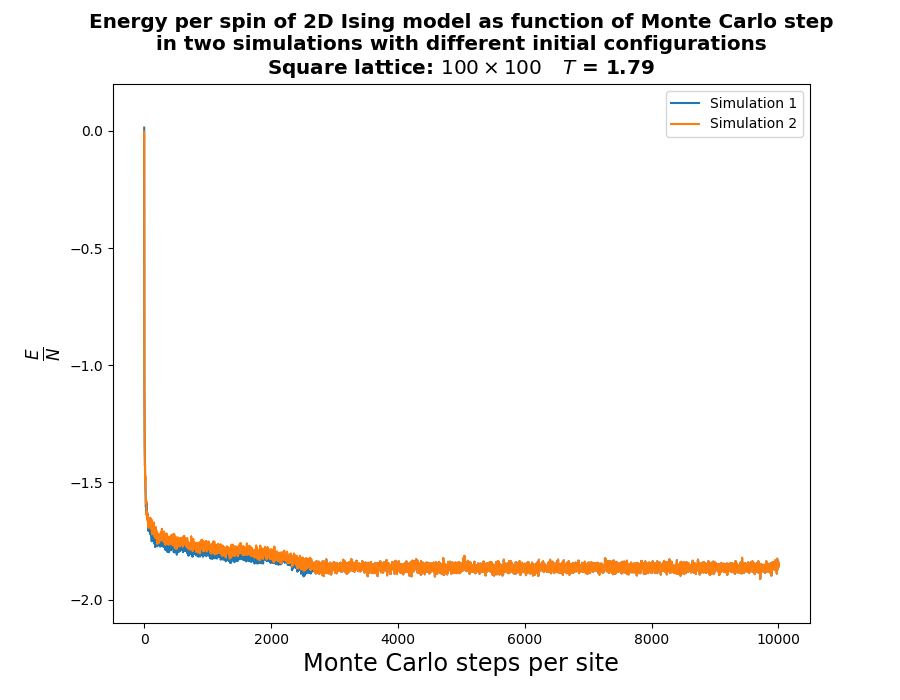 Energy per spin of 2D Ising model as function of Monte Carlo step
in two simulations with different initial configurations
Square lattice: 100 × 100 T = 1.79
Simulation 1
Simulation 2
0.0
−0.5
−1.0
−1.5
−2.0
E
N
0 2000 4000 6000 8000 10000
Monte Carlo steps per site